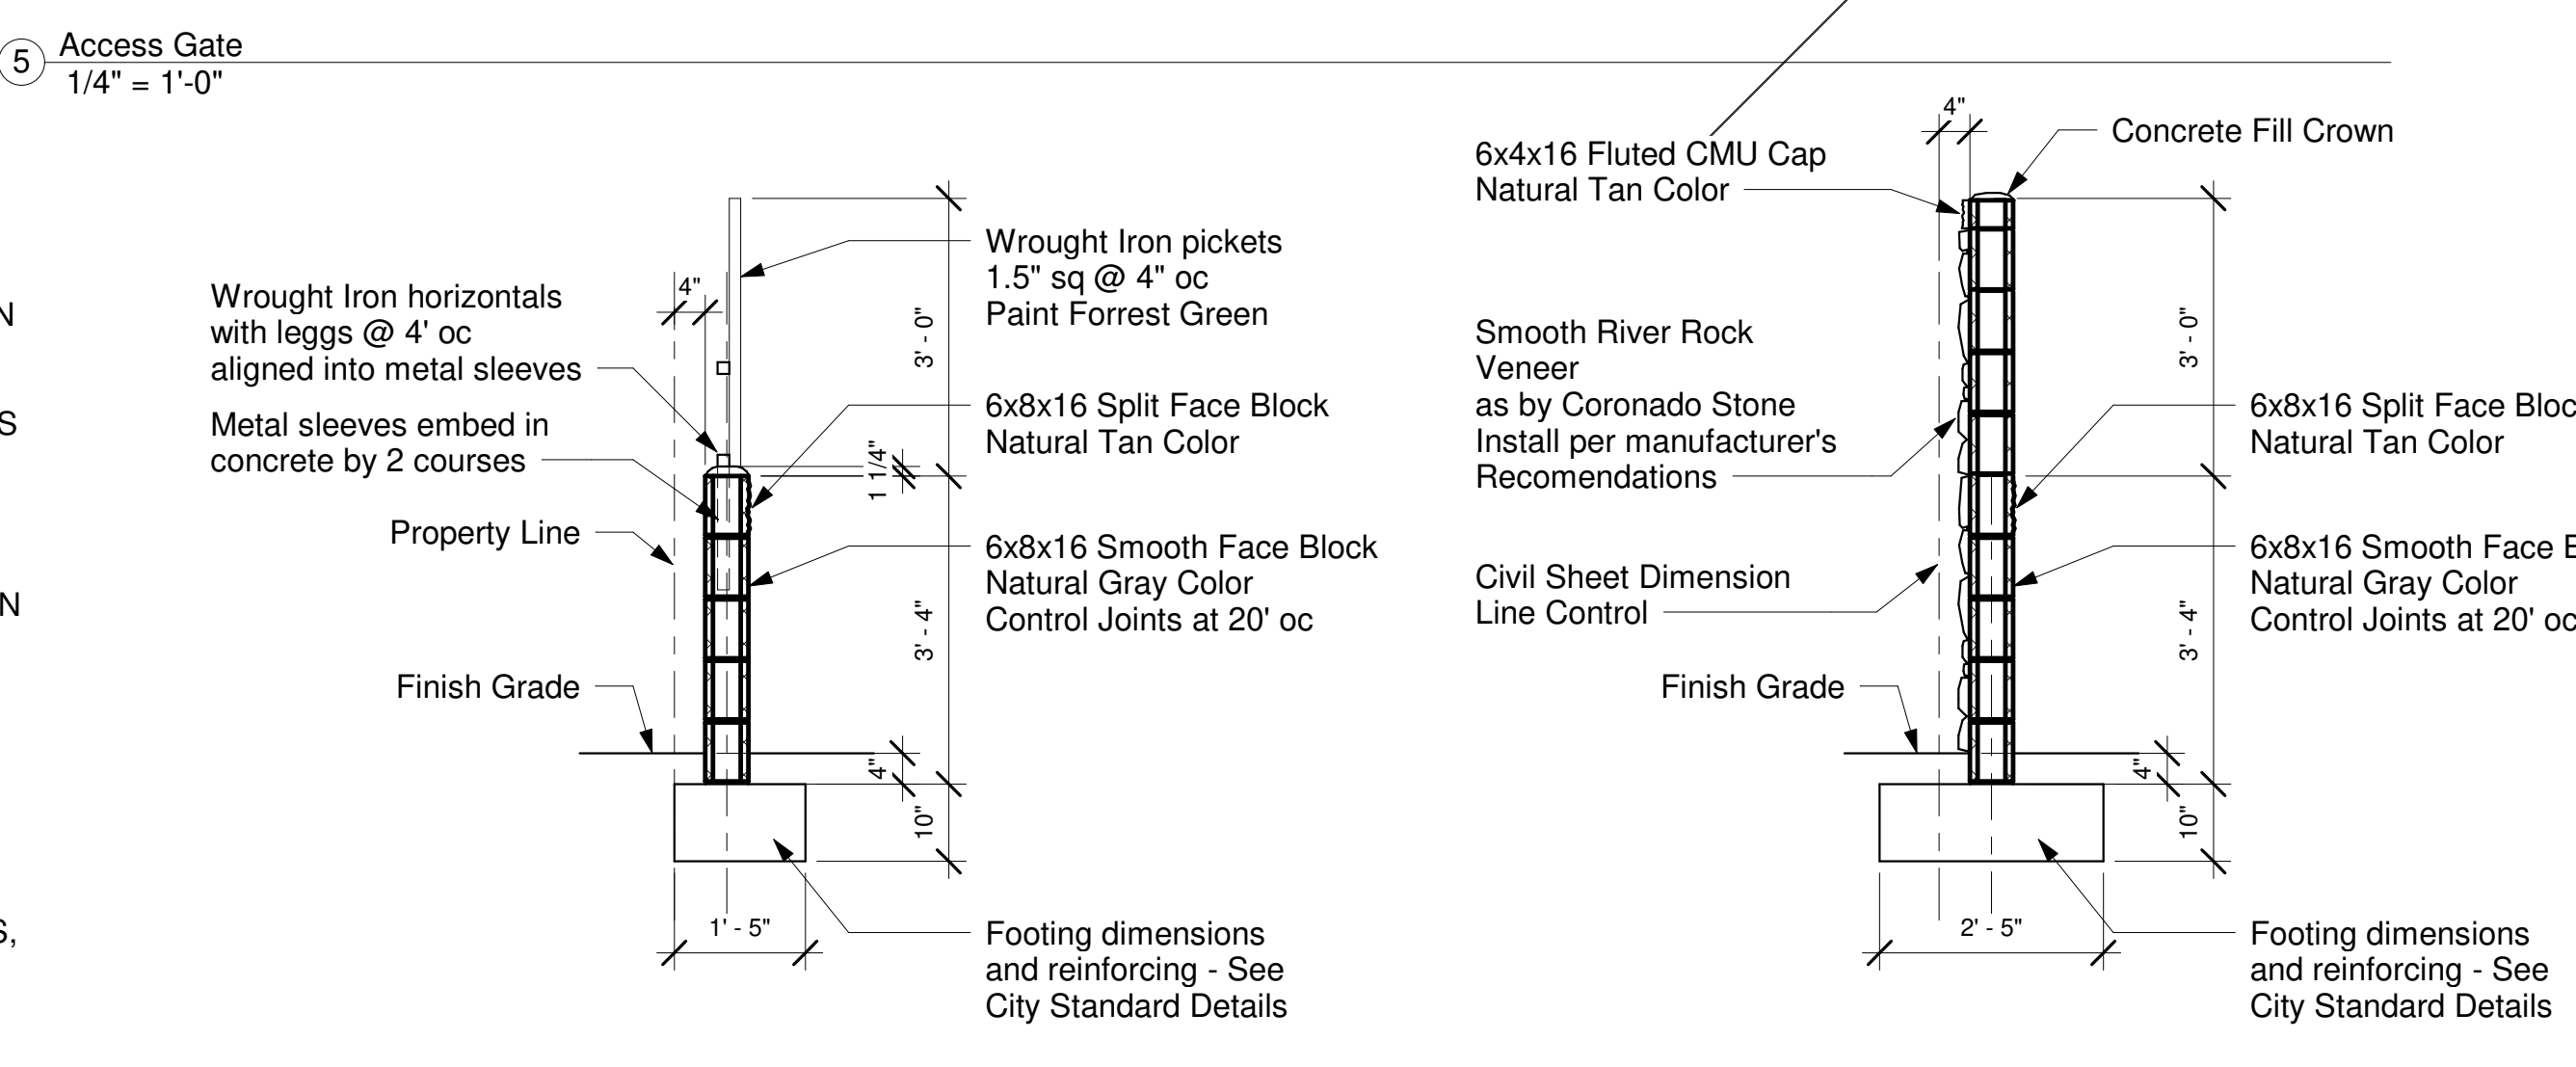 5
Access Gate
1/4" = 1'-0"
N
S
N
S,
Wrought Iron horizontals
with leggs @ 4' oc
aligned into metal sleeves
Metal sleeves embed in
concrete by 2 courses
Property Line
Finish Grade
4"
Wrought Iron pickets
1.5" sq @ 4" oc
Paint Forrest Green
6x8x16 Split Face Block
Natural Tan Color
6x8x16 Smooth Face Block
Natural Gray Color
Control Joints at 20' oc
3' - 0"
1 1/4"
3' - 4"
4"
10"
1' - 5"
Footing dimensions
and reinforcing - See
City Standard Details
6x4x16 Fluted CMU Cap
Natural Tan Color
Smooth River Rock
Veneer
as by Coronado Stone
Install per manufacturer's
Recomendations
Civil Sheet Dimension
Line Control
Finish Grade
4"
Concrete Fill Crown
3' - 0"
6x8x16 Split Face Bloc
Natural Tan Color
6x8x16 Smooth Face B
Natural Gray Color
Control Joints at 20' oc
3' - 4"
4"
10"
2' - 5"
Footing dimensions
and reinforcing - See
City Standard Details